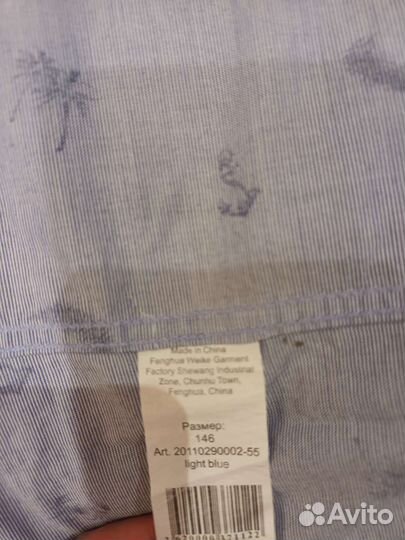 Made in China
Fenghua Weike Garment
Factory Shewang Industrial
Zone, Chunhu Town,
Fenghua, China
Размер:
146
Art. 20110290002-55
light blue
Avito